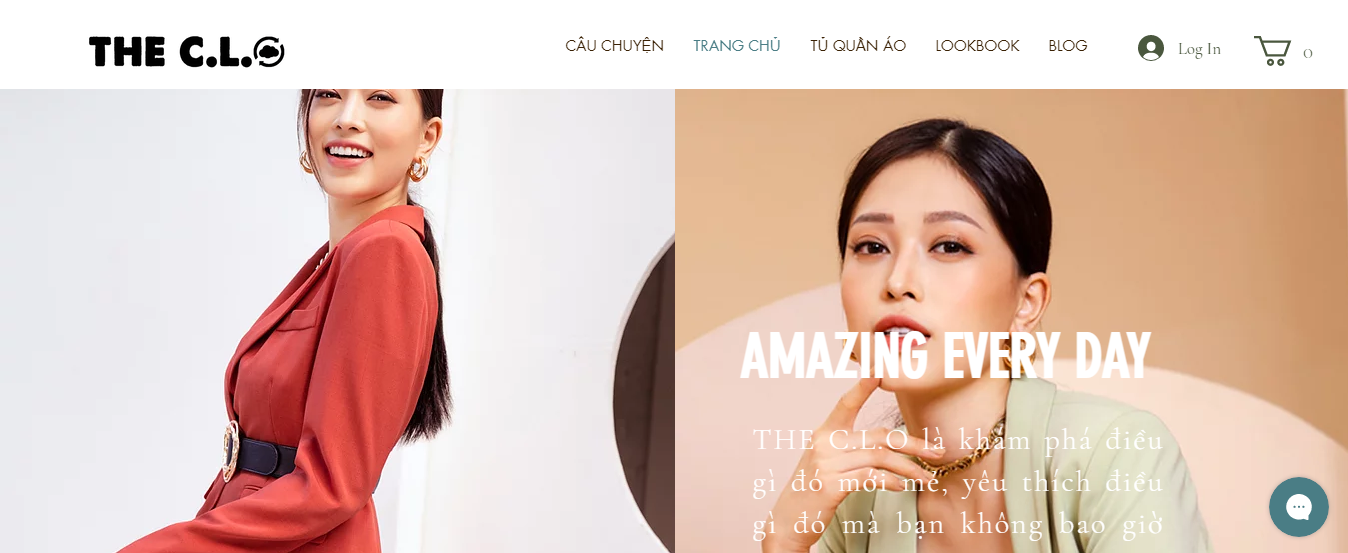 THE C.L.O
CÂU CHUYỆN
TRANG CHỦ
TỦ QUẦN ÁO
LOOKBOOK
BLOG
Log In
0
AMAZING EVERY DAY
THE C.L.O là khám phá điều
gì đó mới mẻ, yêu thích điều
gì đó mà bạn không bao giờ